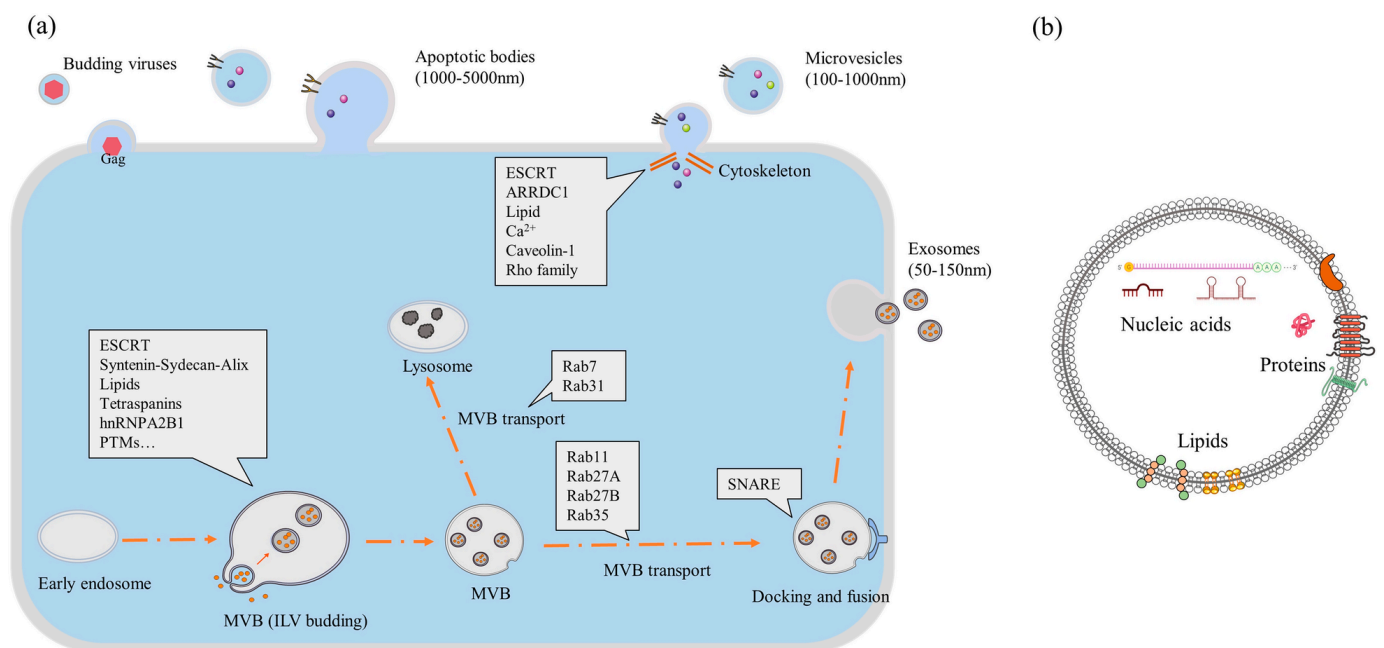 (a)
Budding viruses
Gag
Apoptotic bodies
(1000-5000nm)
Microvesicles
(100-1000nm)
ESCRT
ARRDC1
Lipid
Ca²⁺
Caveolin-1
Rho family
Cytoskeleton
Exosomes
(50-150nm)
Lysosome
Rab7
Rab31
MVB transport
ESCRT
Syntenin-Sydecan-Alix
Lipids
Tetraspanins
hnRNPA2B1
PTMs…
Rab11
Rab27A
Rab27B
Rab35
SNARE
Early endosome
MVB (ILV budding)
MVB
MVB transport
Docking and fusion
(b)
5' G A A A 3'
Nucleic acids
Proteins
Lipids